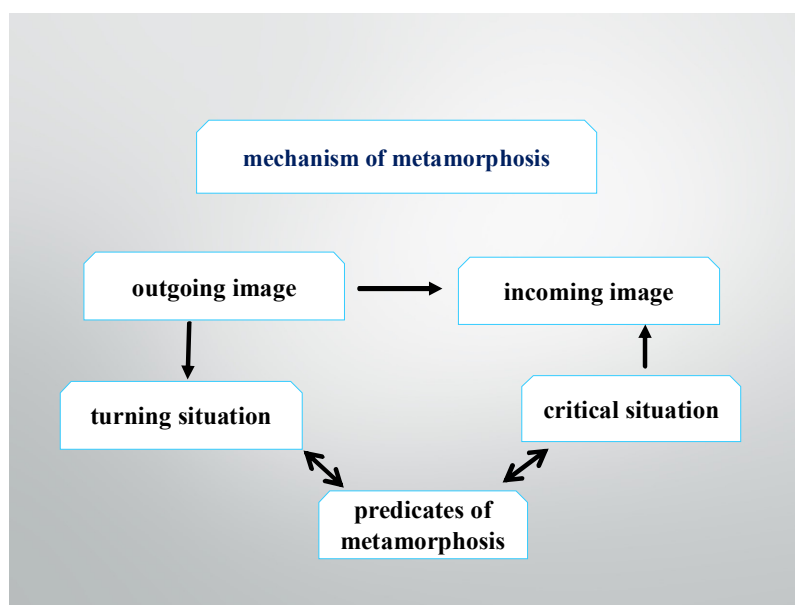 mechanism of metamorphosis
outgoing image
incoming image
turning situation
critical situation
predicates of
metamorphosis